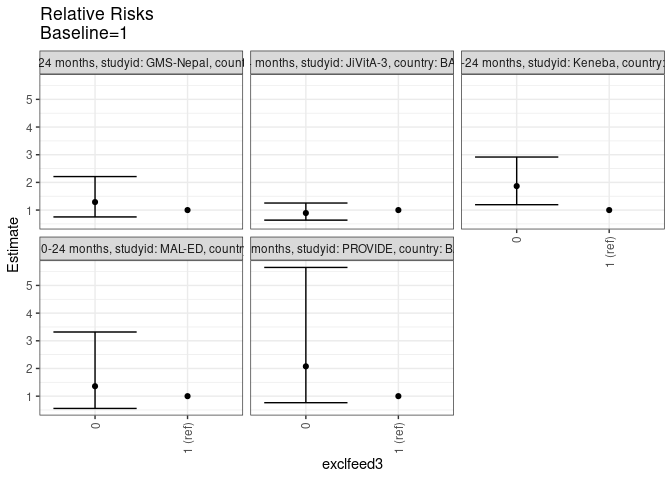 Relative Risks
Baseline=1
24 months, studyid: GMS-Nepal, count
months, studyid: JiVitA-3, country: BA
-24 months, studyid: Keneba, country:
5
4
3
2
1
0
1 (ref)
0-24 months, studyid: MAL-ED, countr
months, studyid: PROVIDE, country: B
5
4
3
2
1
0
1 (ref)
0
1 (ref)
Estimate
exclfeed3